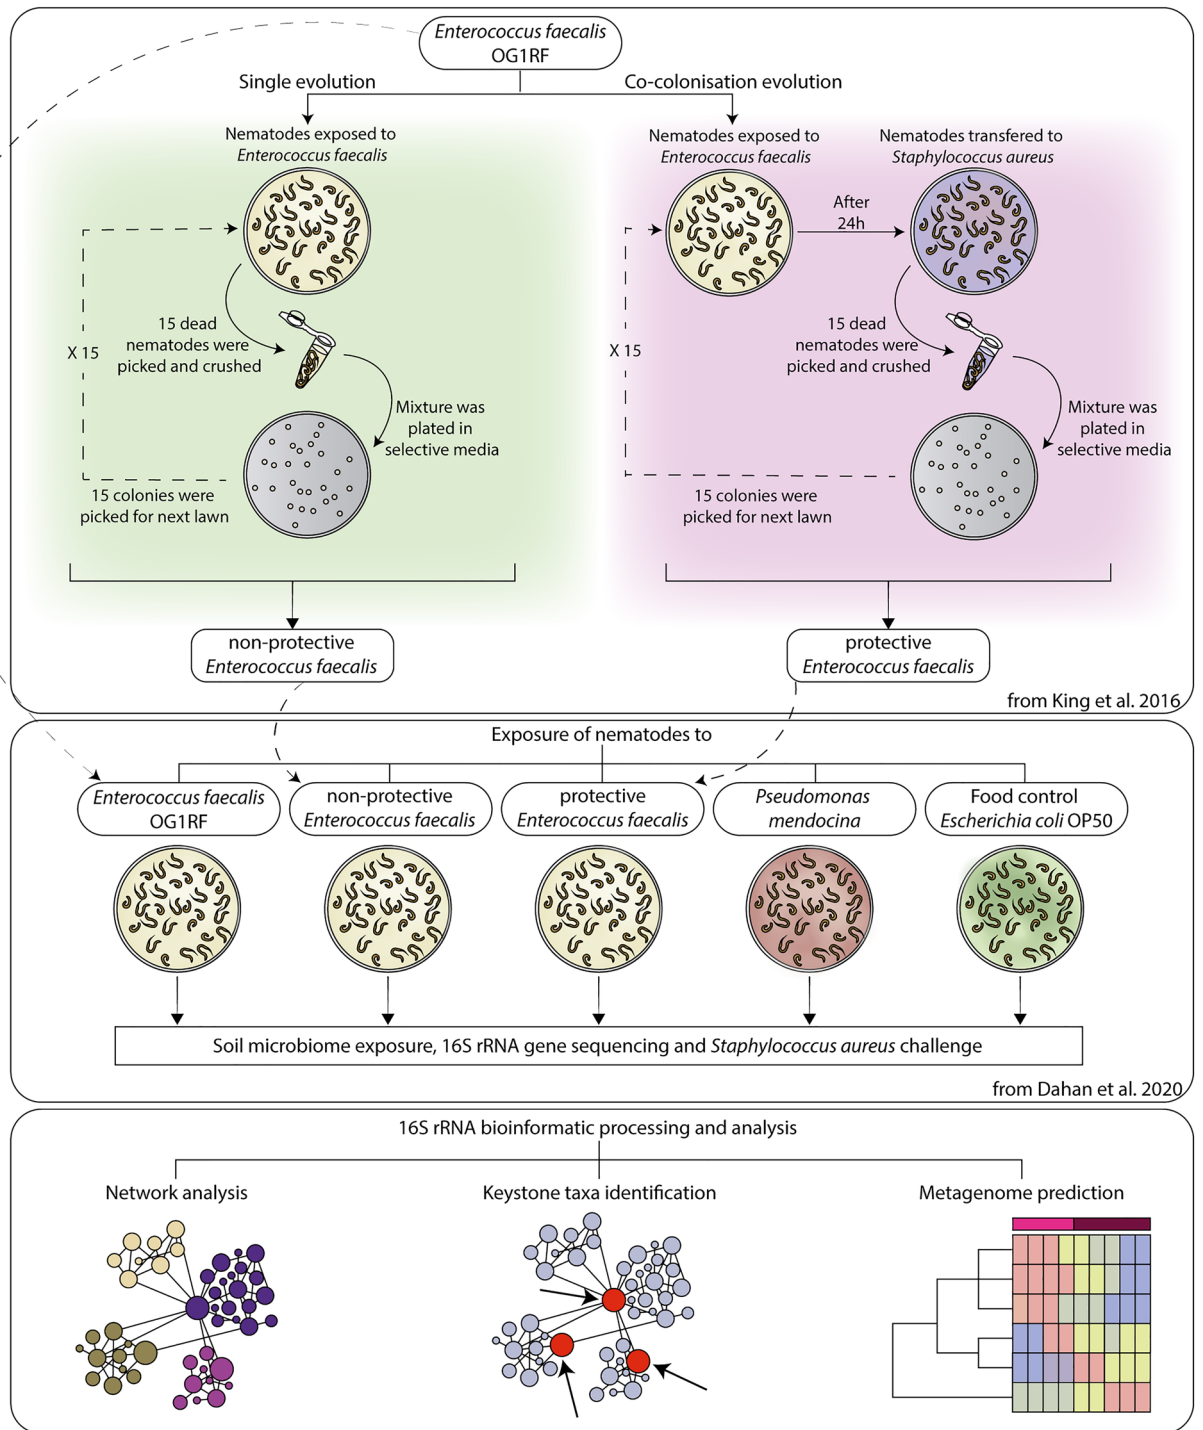 Enterococcus faecalis
OG1RF
Single evolution
Co-colonisation evolution
Nematodes exposed to
Enterococcus faecalis
X 15
15 dead
nematodes were
picked and crushed
Mixture was
plated in
selective media
15 colonies were
picked for next lawn
non-protective
Enterococcus faecalis
Nematodes exposed to
Enterococcus faecalis
After
24h
Nematodes transfered to
Staphylococcus aureus
X 15
15 dead
nematodes were
picked and crushed
Mixture was
plated in
selective media
15 colonies were
picked for next lawn
protective
Enterococcus faecalis
from King et al. 2016
Exposure of nematodes to
Enterococcus faecalis
OG1RF
non-protective
Enterococcus faecalis
protective
Enterococcus faecalis
Pseudomonas
mendocina
Food control
Escherichia coli OP50
Soil microbiome exposure, 16S rRNA gene sequencing and Staphylococcus aureus challenge
from Dahan et al. 2020
16S rRNA bioinformatic processing and analysis
Network analysis
Keystone taxa identification
Metagenome prediction